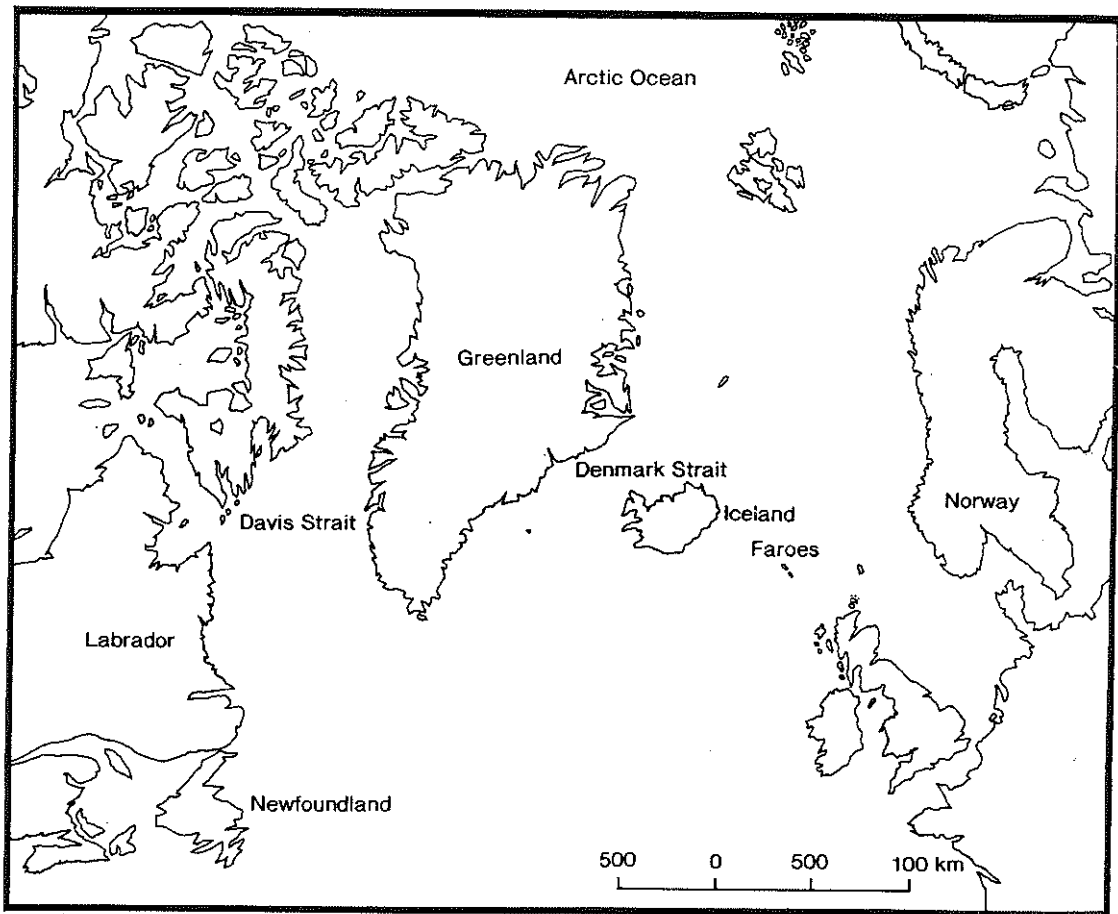 Arctic Ocean
Greenland
Denmark Strait
Iceland
Norway
Davis Strait
Faroes
Labrador
Newfoundland
500 0 500 100 km